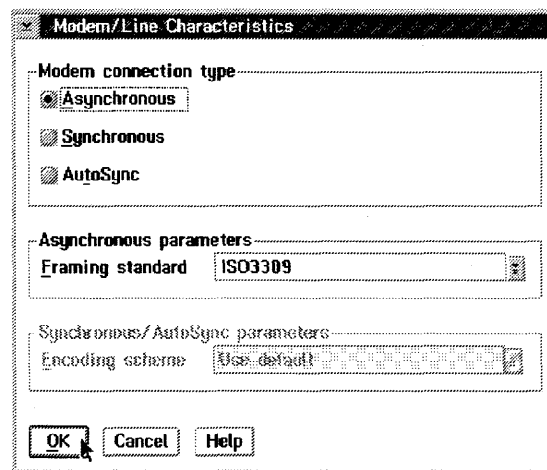 Modem/Line Characteristics
Modem connection type
Asynchronous
Synchronous
AutoSync
Asynchronous parameters
Framing standard ISO3309
Synchronous/AutoSync parameters
Encoding scheme Use default
OK Cancel Help